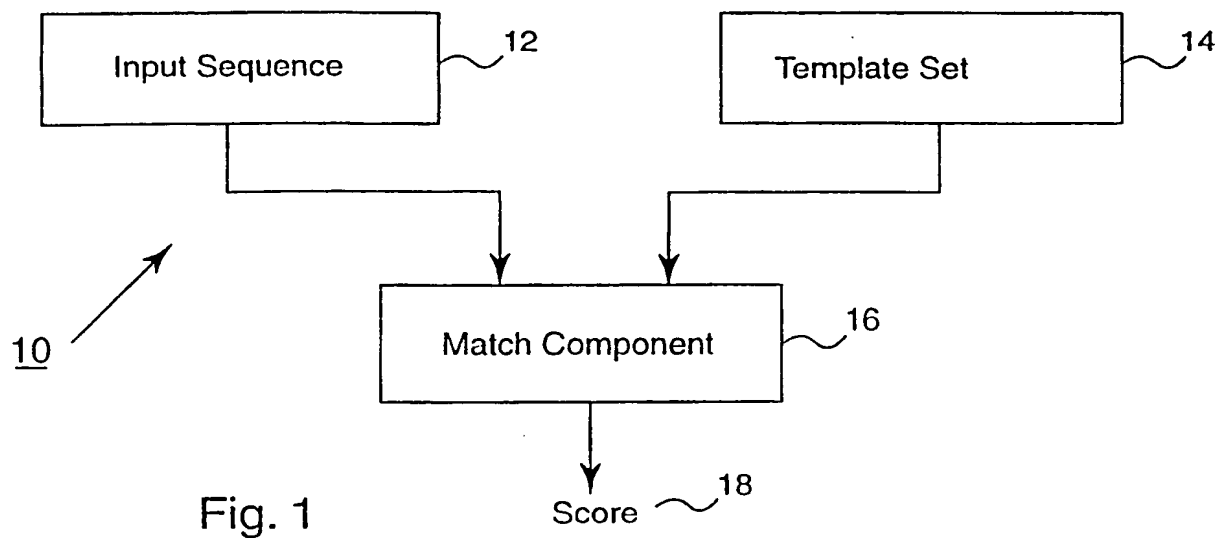 Input Sequence
12
Template Set
14
10
Match Component
16
Score
18
Fig. 1